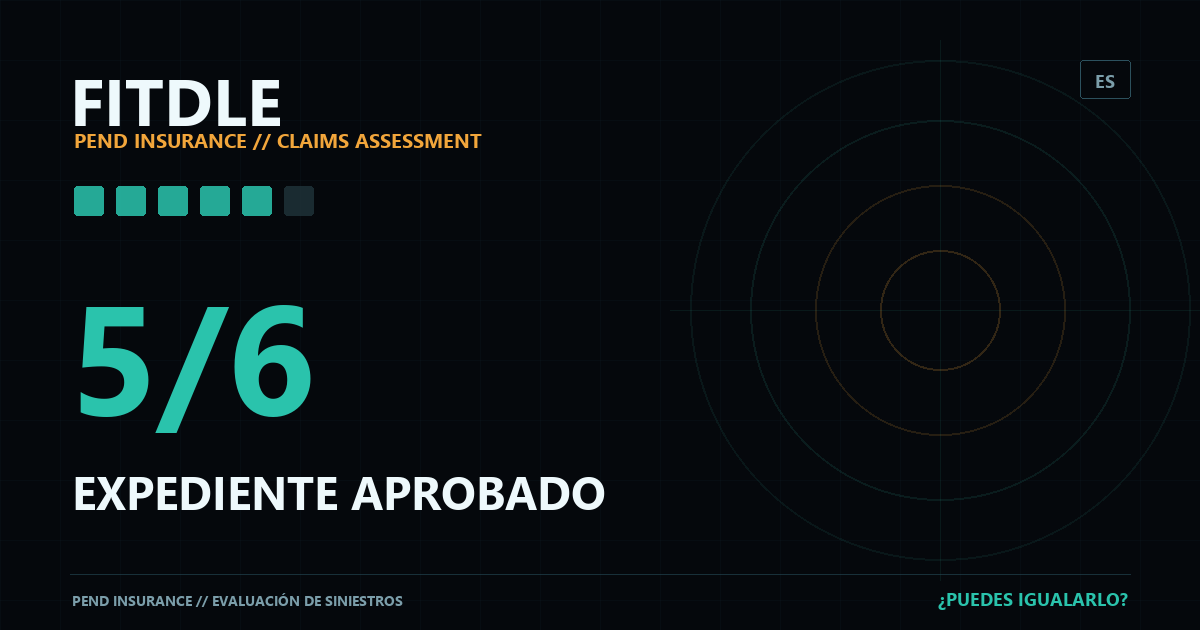 FITDLE
ES
PEND INSURANCE // CLAIMS ASSESSMENT
5/6
EXPEDIENTE APROBADO
PEND INSURANCE // EVALUACIÓN DE SINIESTROS
¿PUEDES IGUALARLO?